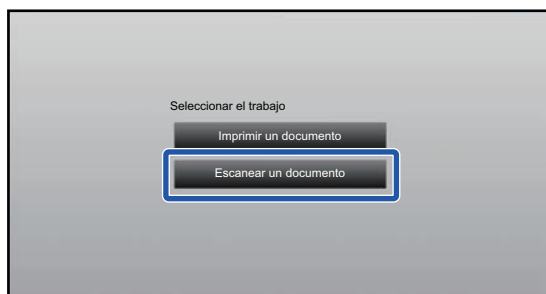 Seleccionar el trabajo
Imprimir un documento
Escanear un documento